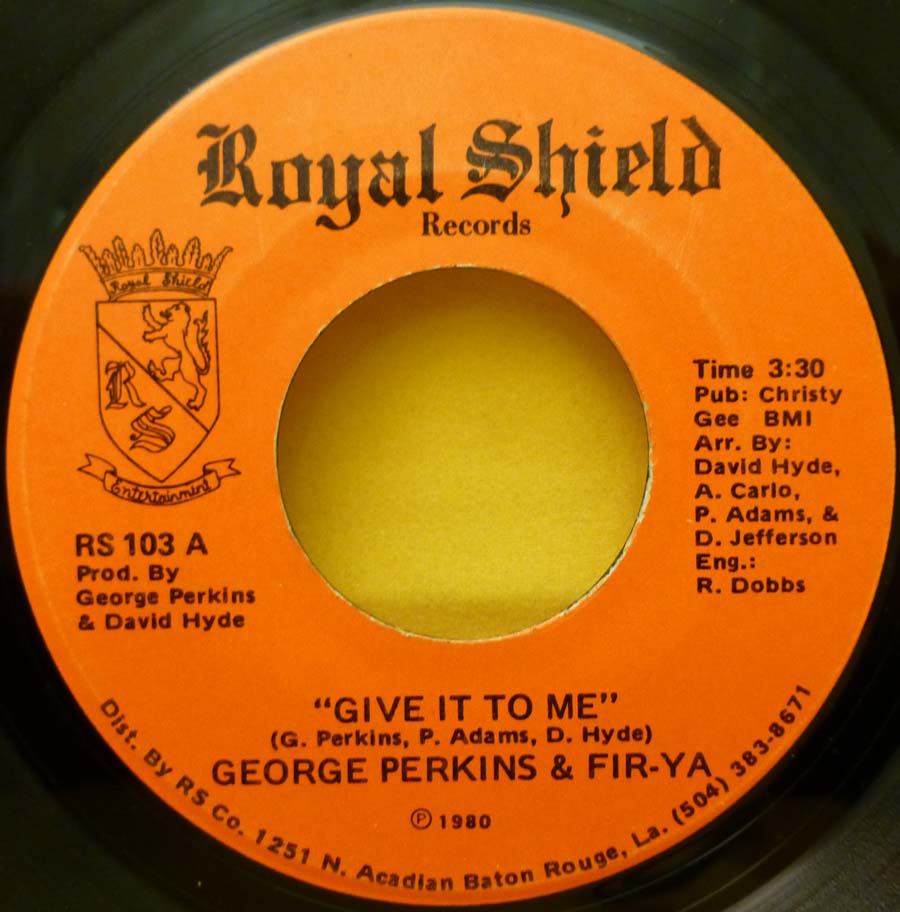 Royal Shield
Records
Royal Shield
R
S
Entertainment
RS 103 A
Prod. By
George Perkins
& David Hyde
Time 3:30
Pub: Christy
Gee BMI
Arr. By:
David Hyde,
A. Carlo,
P. Adams, &
D. Jefferson
Eng.:
R. Dobbs
"GIVE IT TO ME"
(G. Perkins, P. Adams, D. Hyde)
GEORGE PERKINS & FIR-YA
℗ 1980
Dist. By RS Co. 1251 N. Acadian Baton Rouge, La. (504) 383-8671